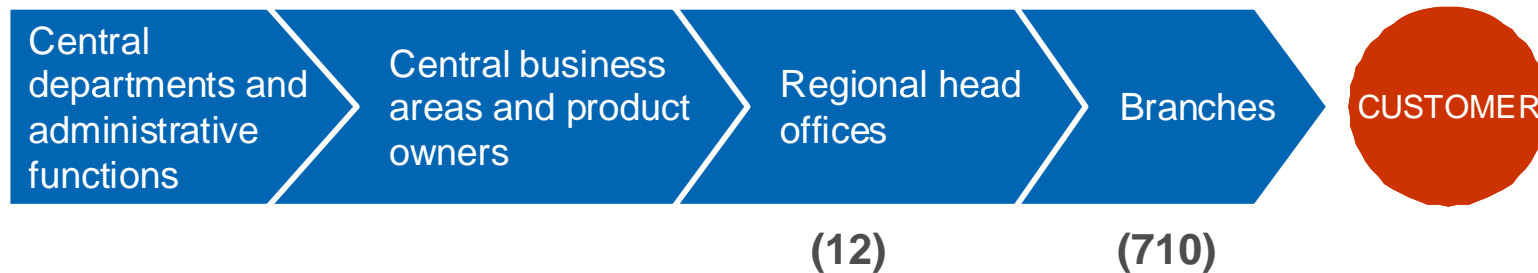 Central
departments and
administrative
functions
Central business
areas and product
owners
Regional head
offices
Branches
CUSTOMER
(12)
(710)